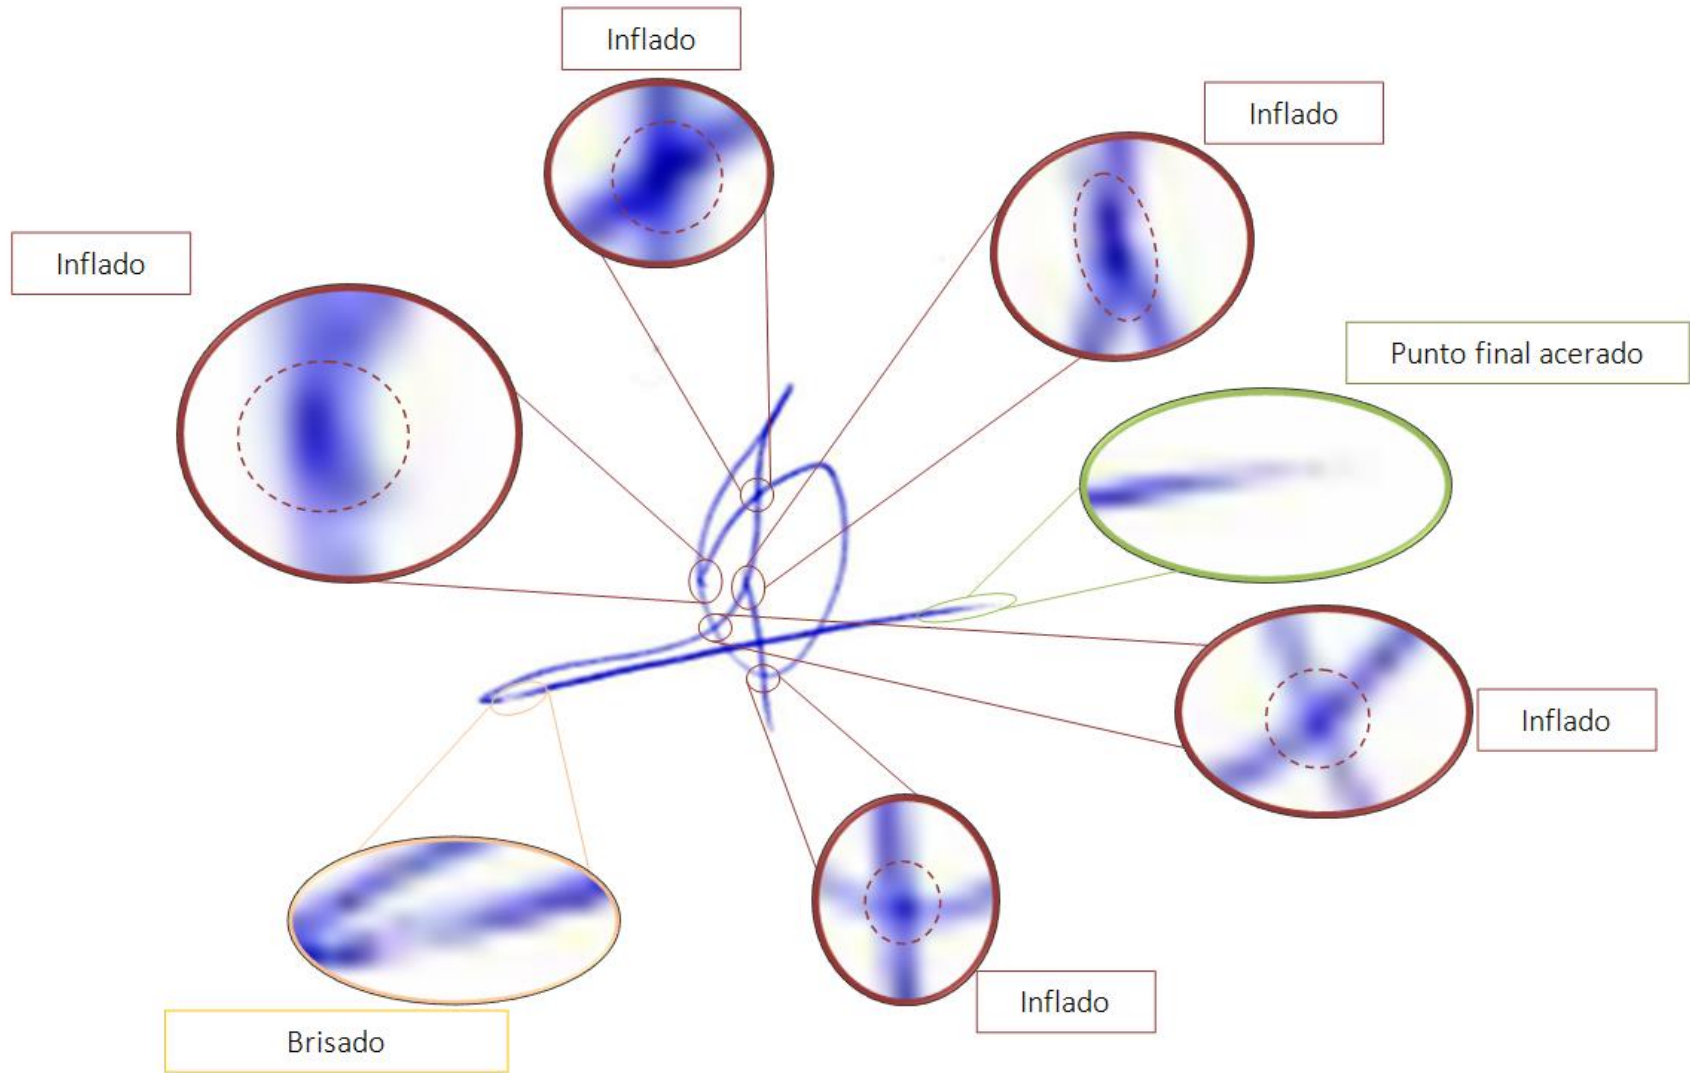 Inflado
Inflado
Inflado
Punto final acerado
Inflado
Inflado
Brisado